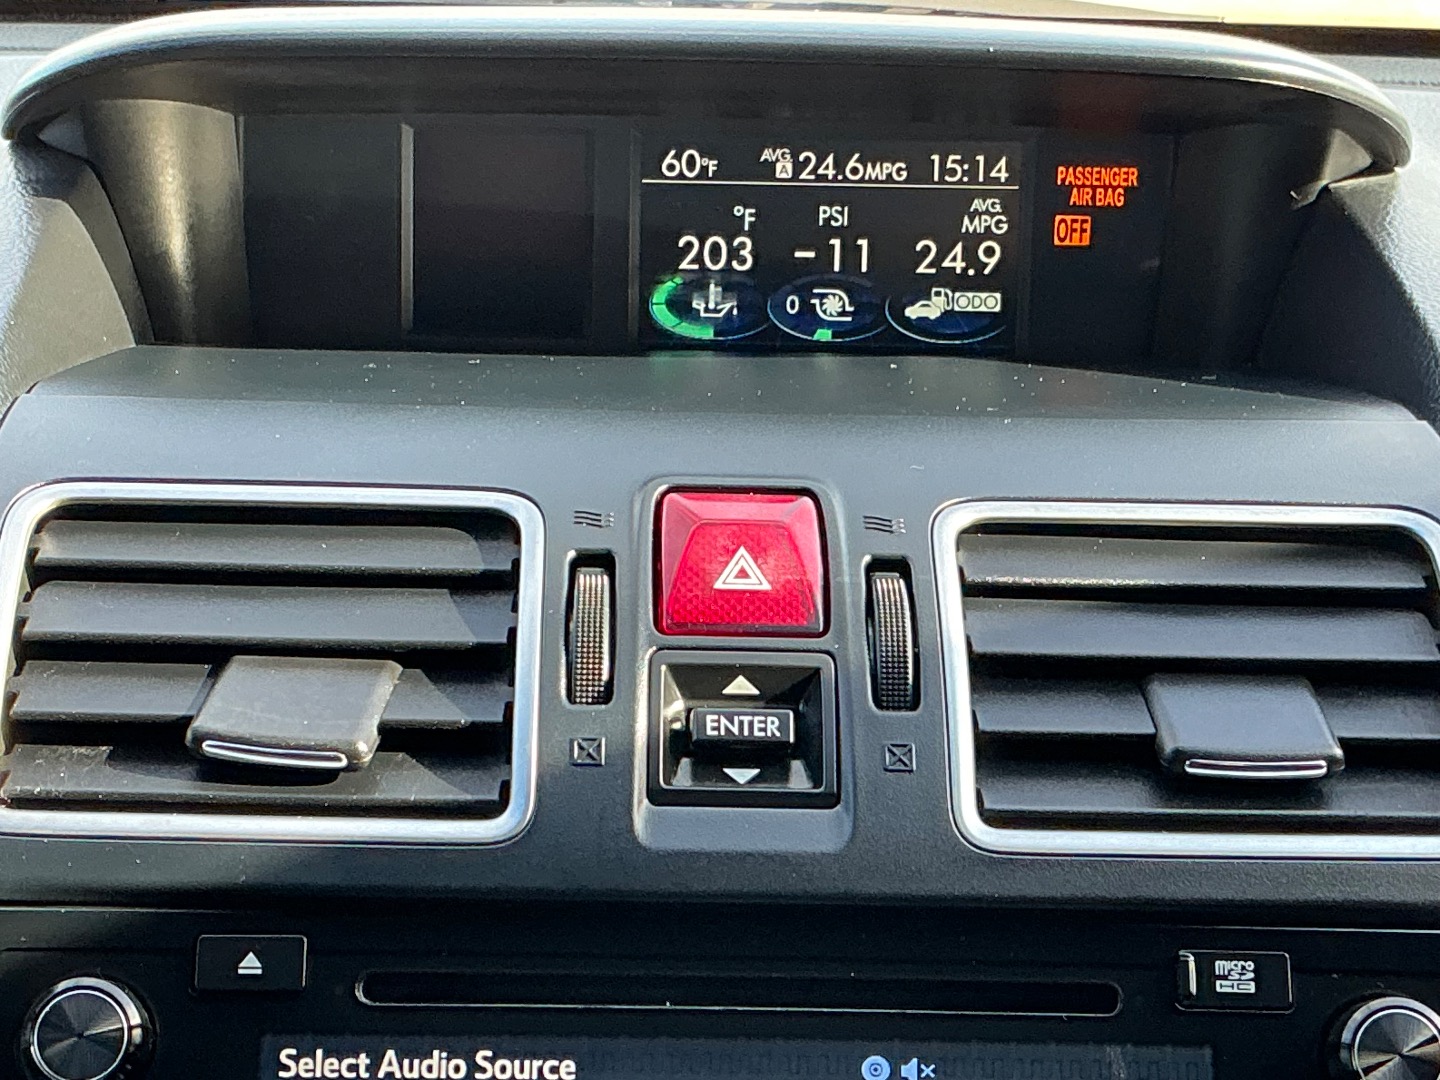 60°F AVG. A 24.6MPG 15:14
PASSENGER
AIR BAG
OFF
°F PSI AVG. MPG
203 -11 24.9
0 ODO
ENTER
micro SD HC
Select Audio Source